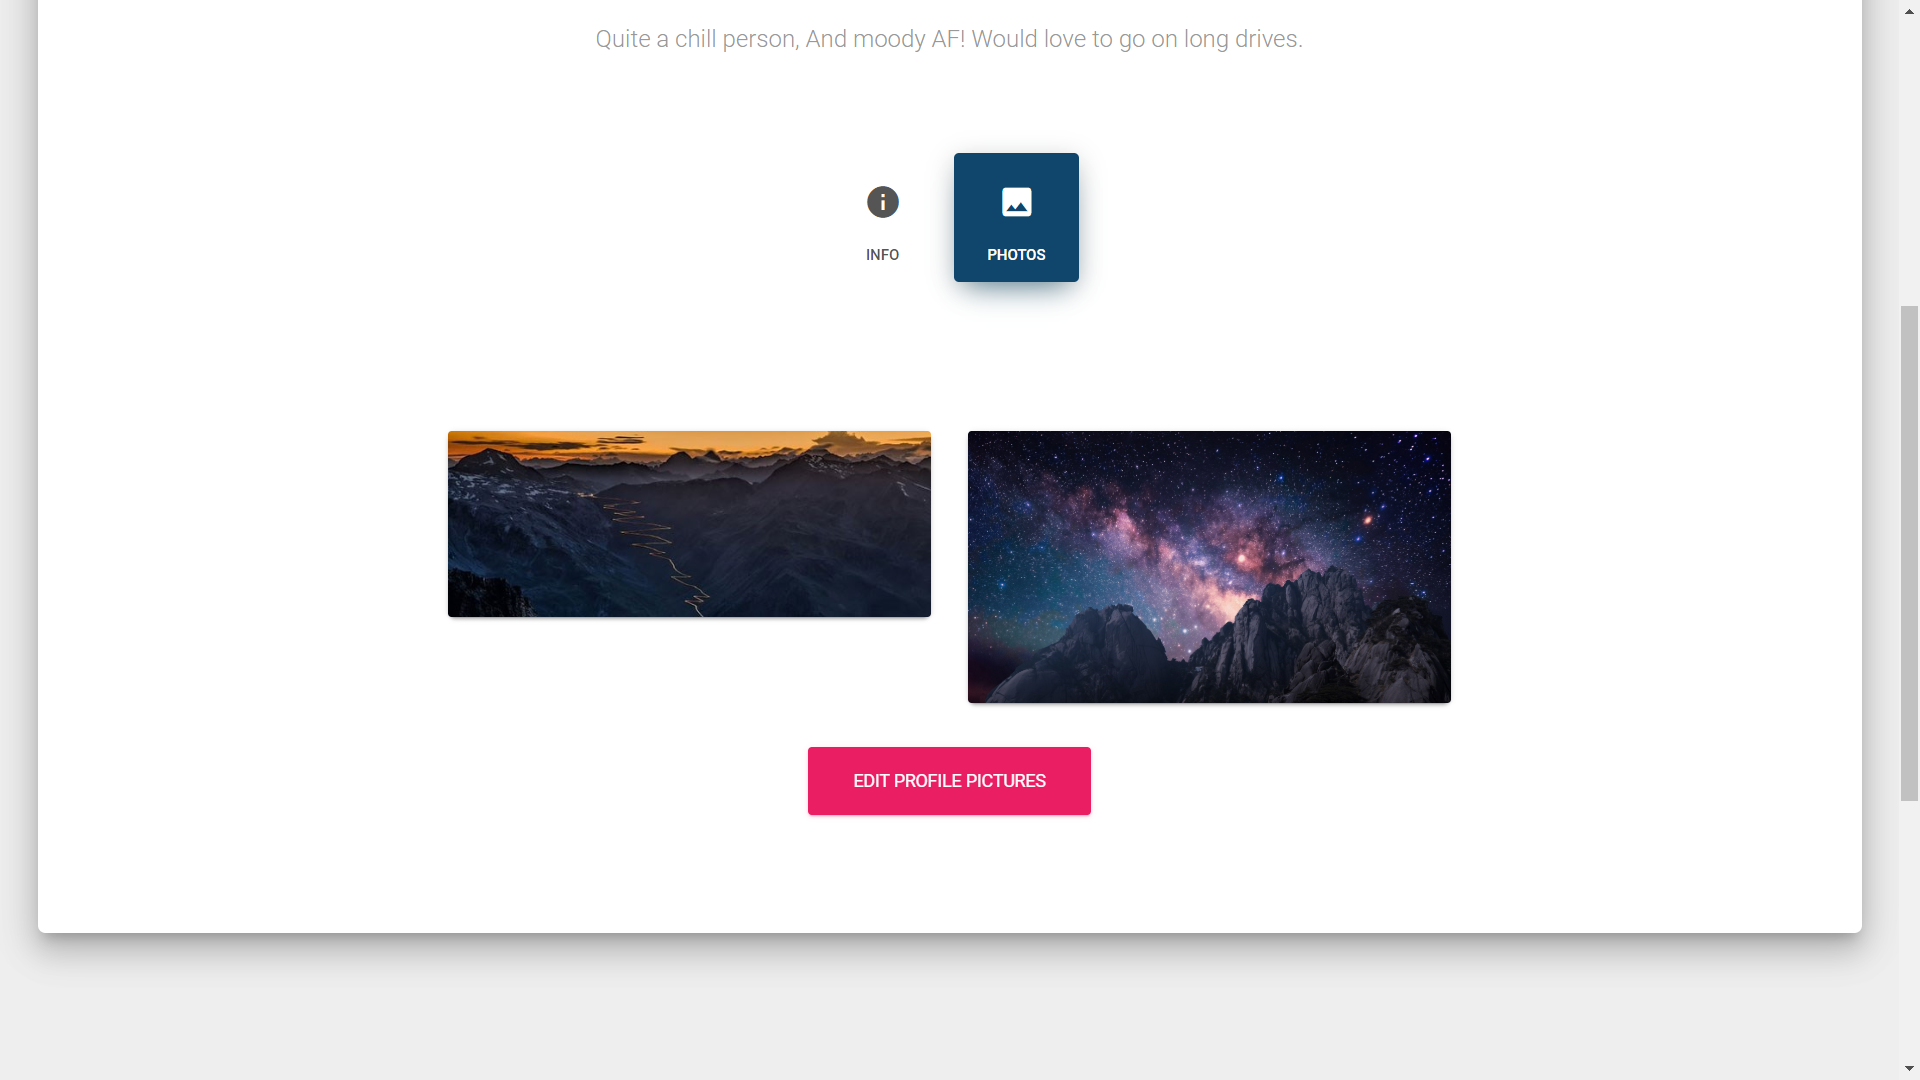 Quite a chill person, And moody AF! Would love to go on long drives.
INFO
PHOTOS
EDIT PROFILE PICTURES